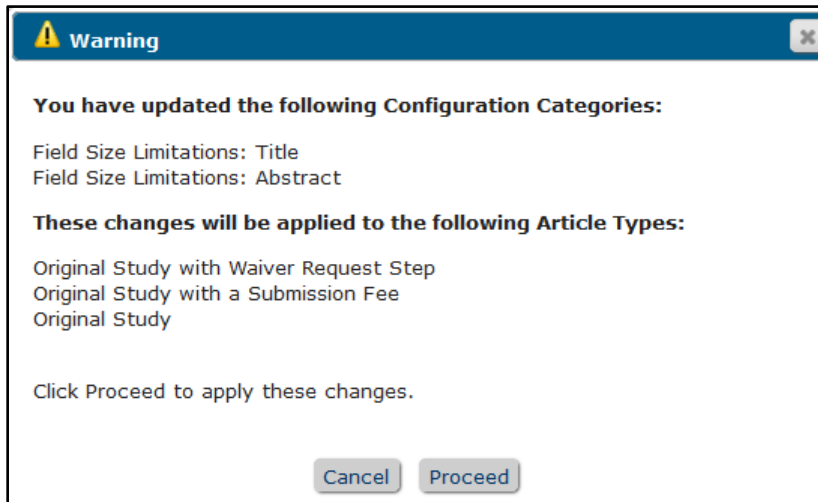 Warning
You have updated the following Configuration Categories:
Field Size Limitations: Title
Field Size Limitations: Abstract
These changes will be applied to the following Article Types:
Original Study with Waiver Request Step
Original Study with a Submission Fee
Original Study
Click Proceed to apply these changes.
Cancel Proceed